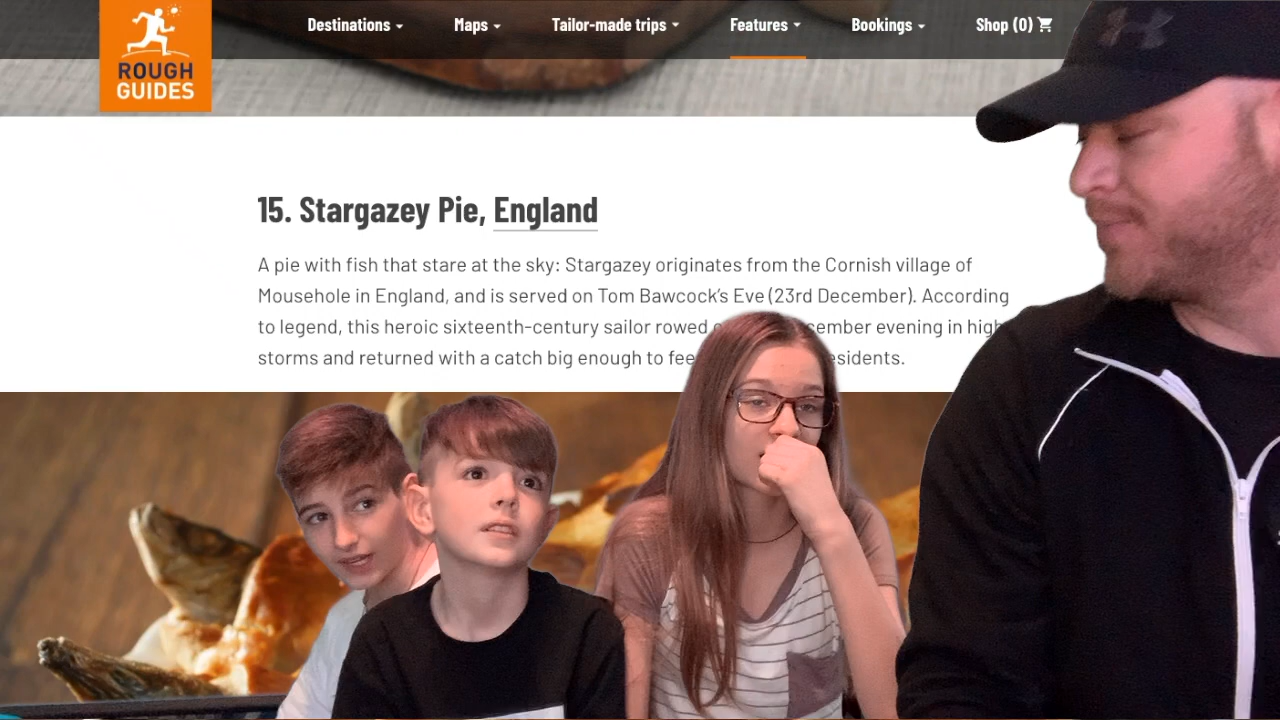 ROUGH
GUIDES
Destinations Maps Tailor-made trips Features Bookings Shop (0)
15. Stargazey Pie, England
A pie with fish that stare at the sky: Stargazey originates from the Cornish village of
Mousehole in England, and is served on Tom Bawcock's Eve (23rd December). According
to legend, this heroic sixteenth-century sailor rowed evening in high
storms and returned with a catch big enough to